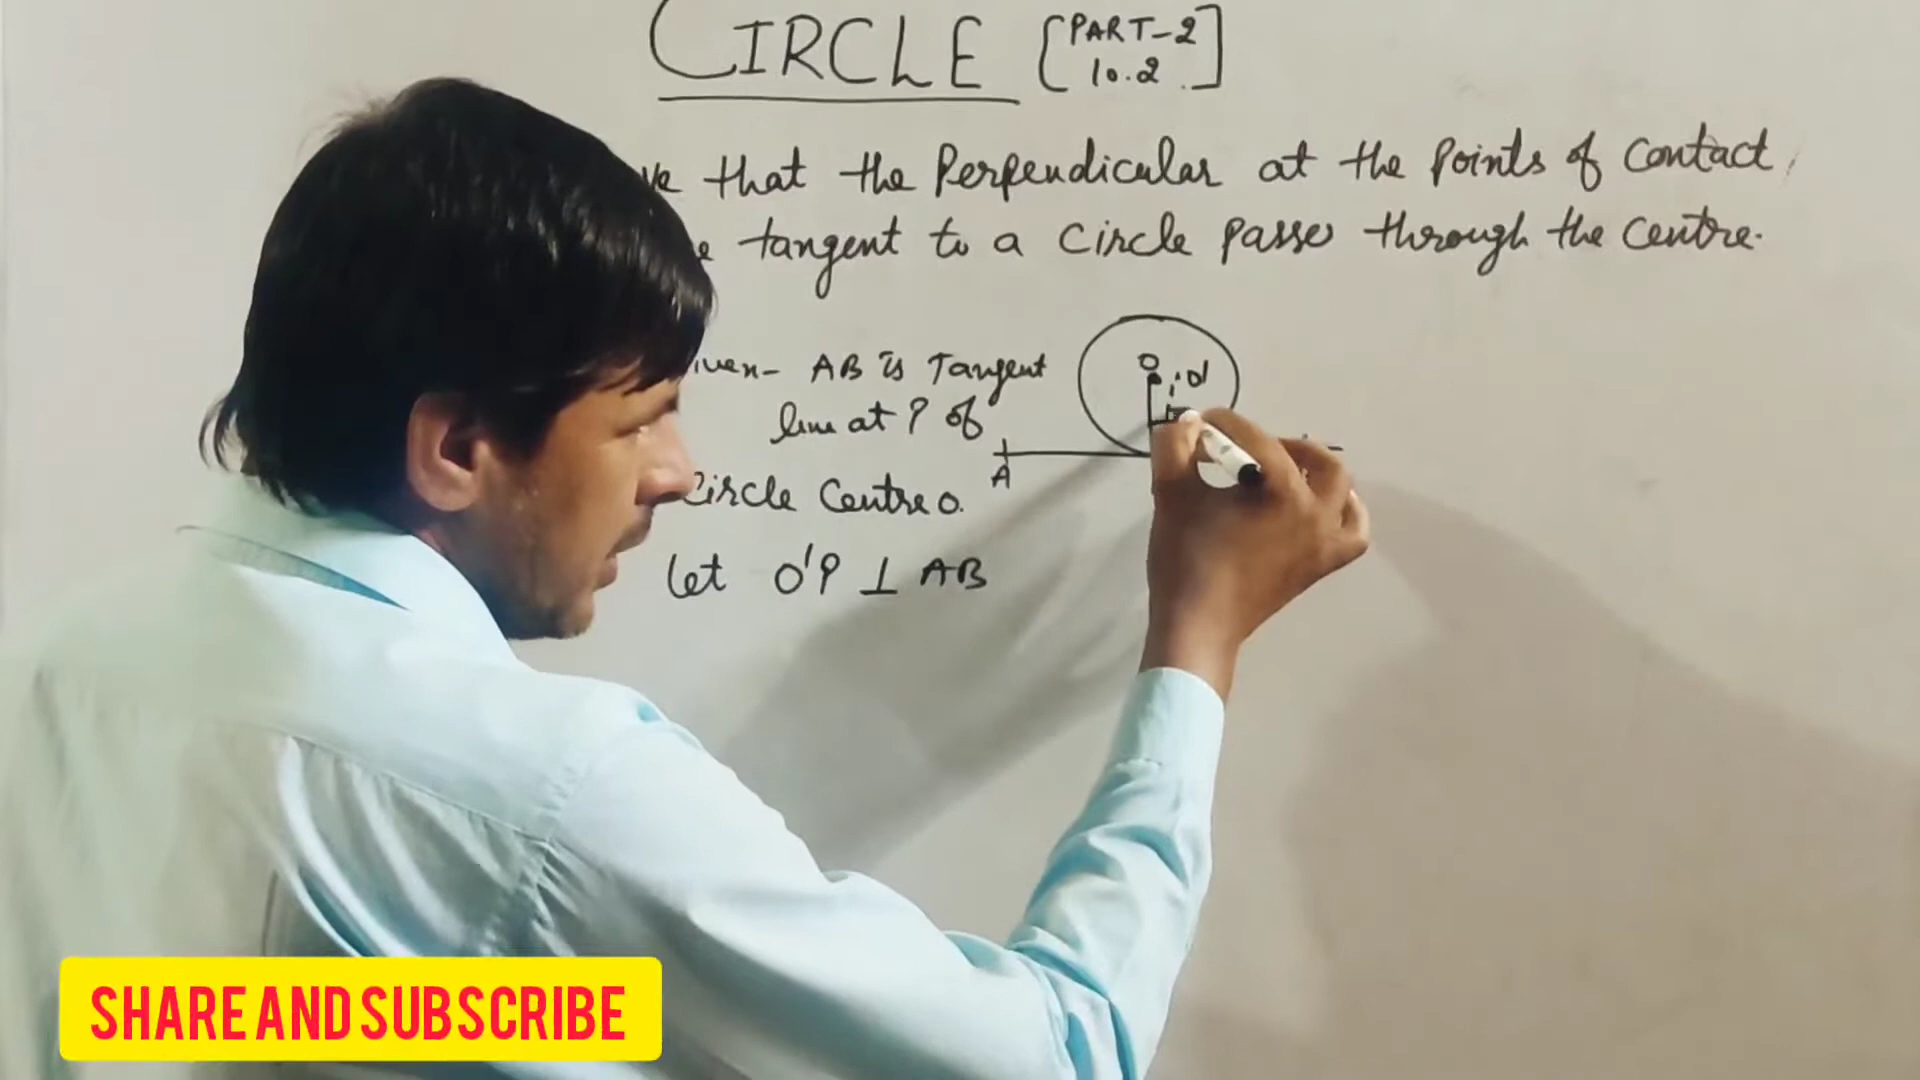 CIRCLE [PART-2
10.2.]
that the Perpendicular at the Points of Contact,
tangent to a Circle Passes through the Centre.
AB is Tangent
line at P of
Circle Centre O.
Let O'P ⊥ AB
O O'
A
SHARE AND SUBSCRIBE